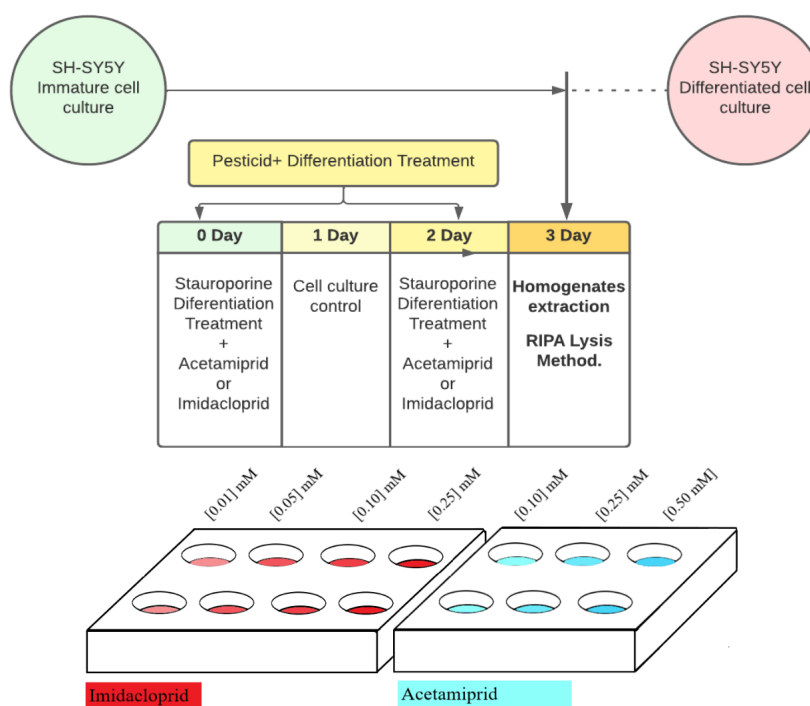 SH-SY5Y
Immature cell
culture
SH-SY5Y
Differentiated cell
culture
Pesticid+ Differentiation Treatment
0 Day
1 Day
2 Day
3 Day
Stauroporine
Diferentiation
Treatment
+
Acetamiprid
or
Imidacloprid
Cell culture
control
Stauroporine
Diferentiation
Treatment
+
Acetamiprid
or
Imidacloprid
Homogenates
extraction
RIPA Lysis
Method.
[0.01] mM
[0.05] mM
[0.10] mM
[0.25] mM
[0.10] mM
[0.25] mM
[0.50 mM]
Imidacloprid
Acetamiprid